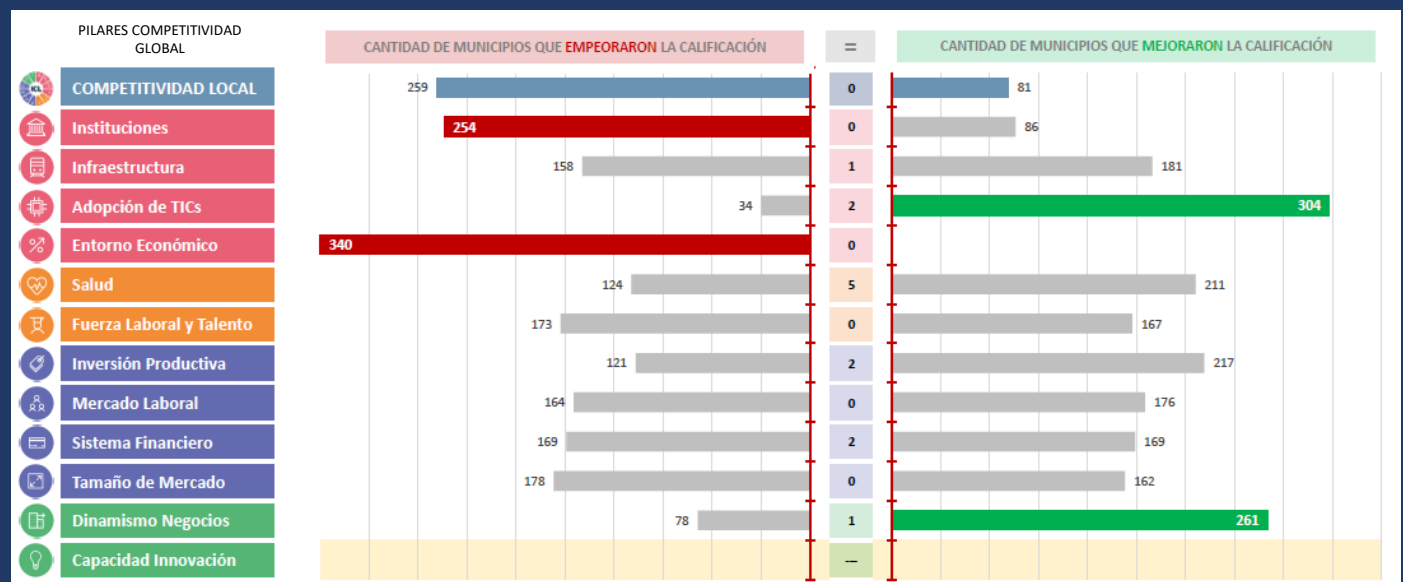 PILARES COMPETITIVIDAD
GLOBAL
CANTIDAD DE MUNICIPIOS QUE EMPEORARON LA CALIFICACIÓN
=
CANTIDAD DE MUNICIPIOS QUE MEJORARON LA CALIFICACIÓN
ICL
COMPETITIVIDAD LOCAL 259 0 81
Instituciones 254 0 86
Infraestructura 158 1 181
Adopción de TICs 34 2 304
Entorno Económico 340 0
Salud 124 5 211
Fuerza Laboral y Talento 173 0 167
Inversión Productiva 121 2 217
Mercado Laboral 164 0 176
Sistema Financiero 169 2 169
Tamaño de Mercado 178 0 162
Dinamismo Negocios 78 1 261
Capacidad Innovación ---